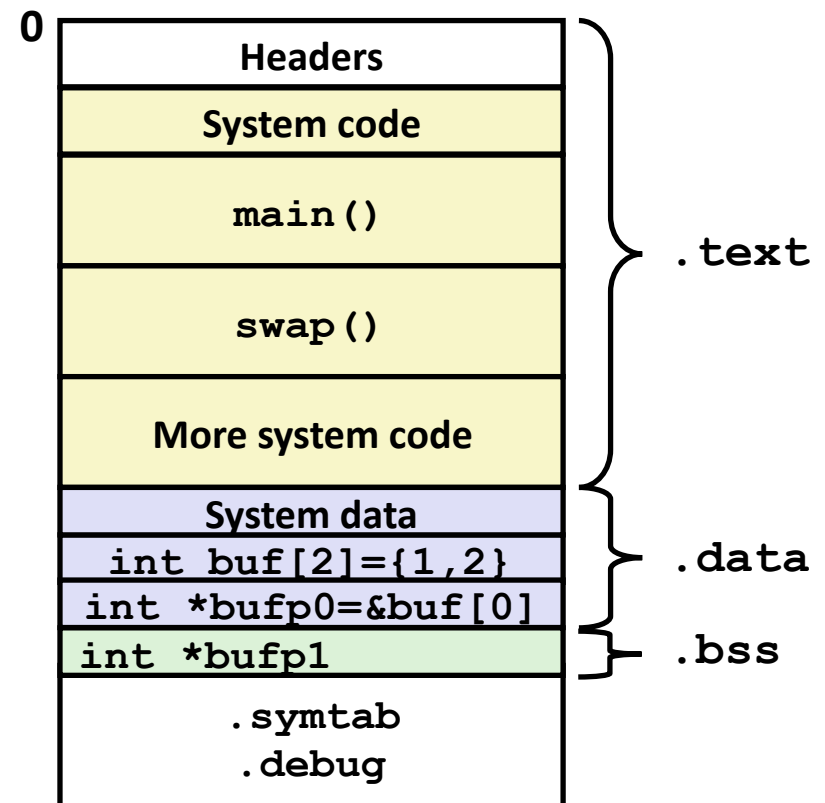 0
Headers
System code
main()
swap()
More system code
.text
System data
int buf[2]={1,2}
int *bufp0=&buf[0]
.data
int *bufp1
.bss
.symtab
.debug